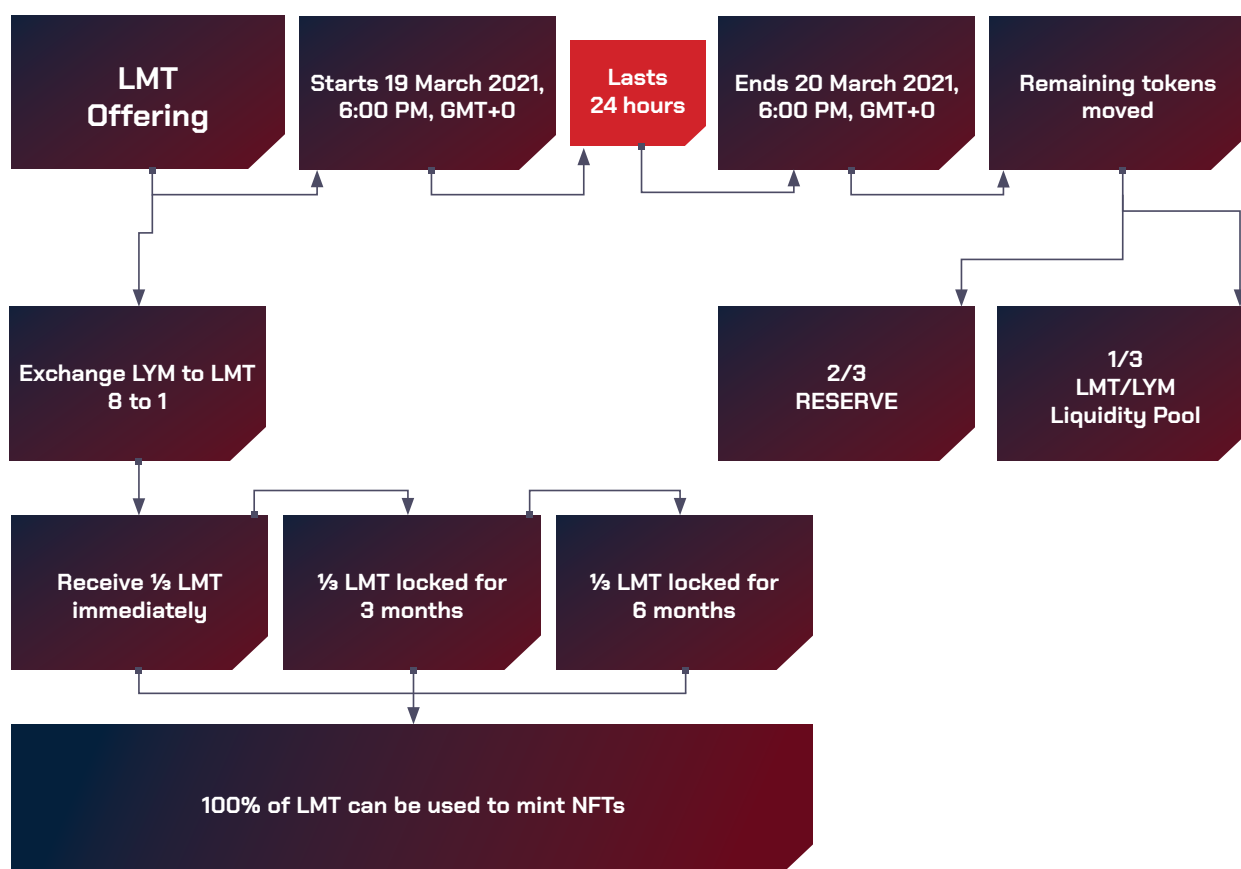 LMT
Offering
Starts 19 March 2021,
6:00 PM, GMT+0
Lasts
24 hours
Ends 20 March 2021,
6:00 PM, GMT+0
Remaining tokens
moved
Exchange LYM to LMT
8 to 1
2/3
RESERVE
1/3
LMT/LYM
Liquidity Pool
Receive ⅓ LMT
immediately
⅓ LMT locked for
3 months
⅓ LMT locked for
6 months
100% of LMT can be used to mint NFTs